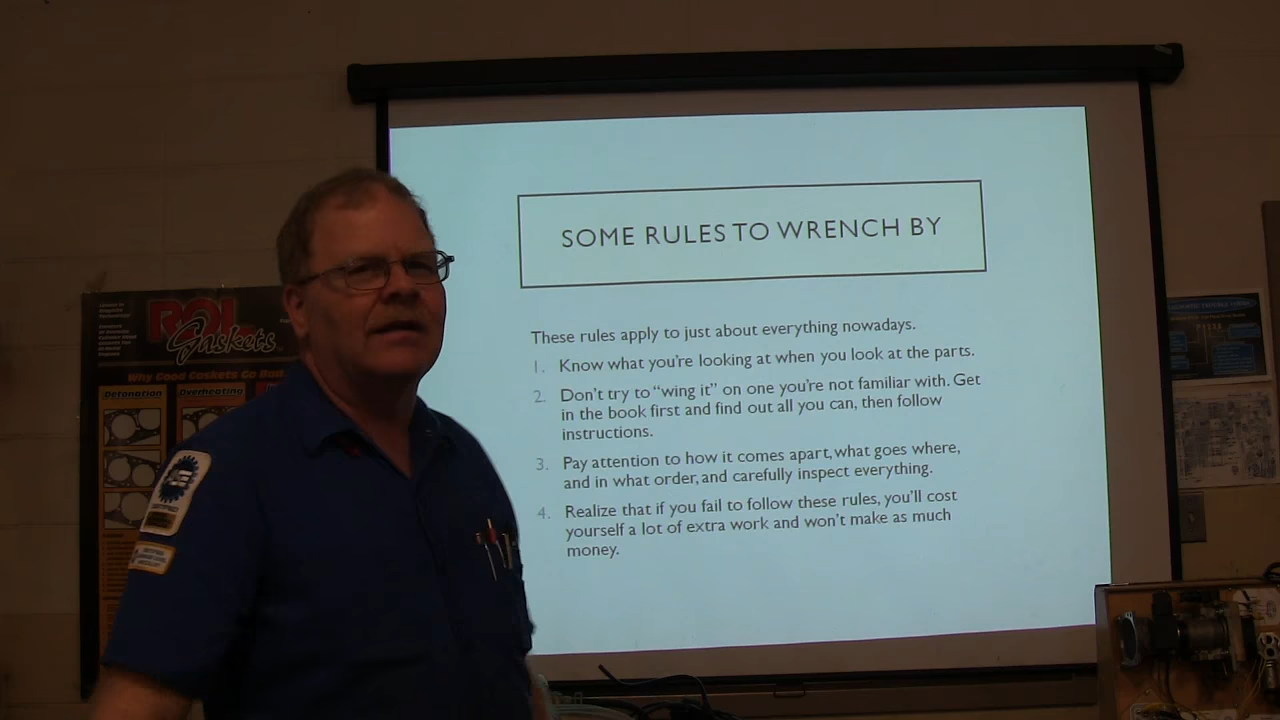 SOME RULES TO WRENCH BY
These rules apply to just about everything nowadays.
1. Know what you're looking at when you look at the parts.
2. Don't try to "wing it" on one you're not familiar with. Get
in the book first and find out all you can, then follow
instructions.
3. Pay attention to how it comes apart, what goes where,
and in what order, and carefully inspect everything.
4. Realize that if you fail to follow these rules, you'll cost
yourself a lot of extra work and won't make as much
money.
ROL
Gaskets
Why Good Gaskets Go Bad
Detonation
Overheating